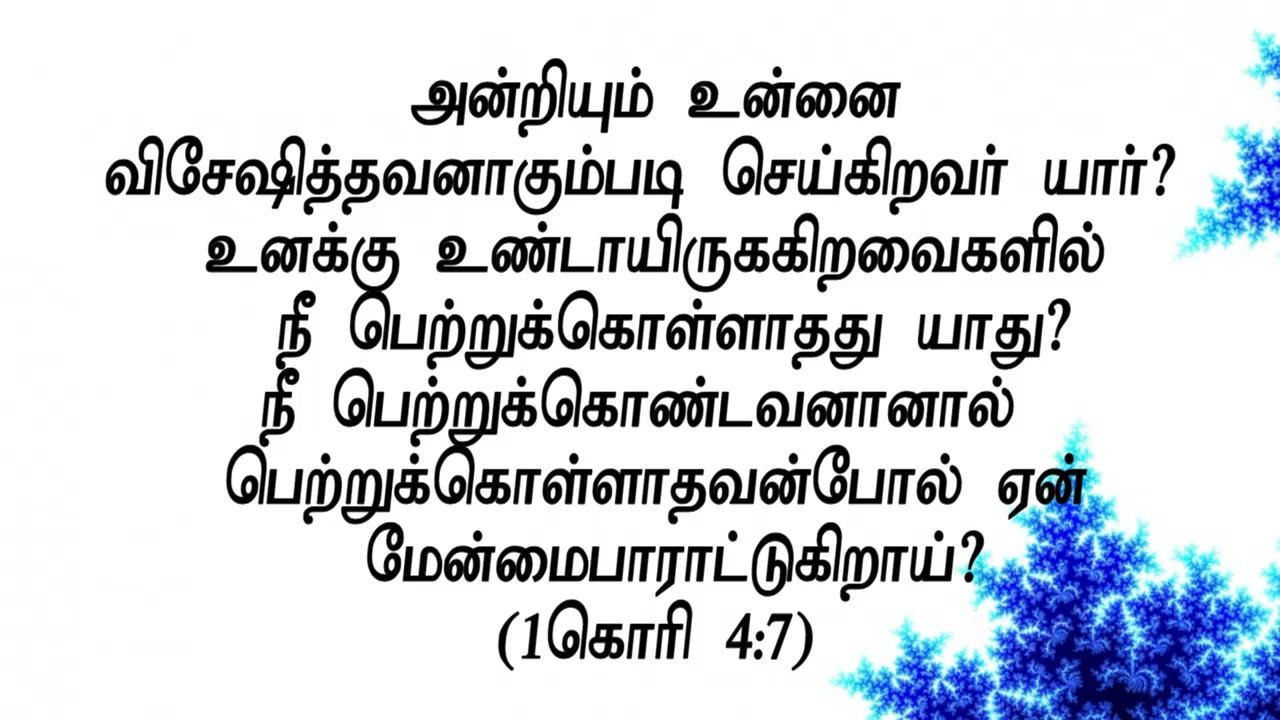 அன்றியும் உன்னை
விசேஷித்தவனாகும்படி செய்கிறவர் யார்?
உனக்கு உண்டாயிருககிறவைகளில்
நீ பெற்றுக்கொள்ளாதது யாது?
நீ பெற்றுக்கொண்டவனானால்
பெற்றுக்கொள்ளாதவன்போல் ஏன்
மேன்மைபாராட்டுகிறாய்?
(1கொரி 4:7)